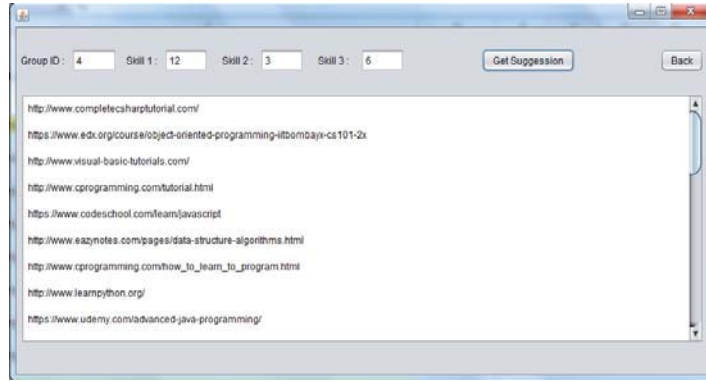 Group ID : 4 Skill 1 : 12 Skill 2 : 3 Skill 3 : 6 Get Suggession Back
http://www.completecsharptutorial.com/
https://www.edx.org/course/object-oriented-programming-iitbombayx-cs101-2x
http://www.visual-basic-tutorials.com/
http://www.cprogramming.com/tutorial.html
https://www.codeschool.com/learn/javascript
http://www.eazynotes.com/pages/data-structure-algorithms.html
http://www.cprogramming.com/how_to_learn_to_program.html
http://www.learnpython.org/
https://www.udemy.com/advanced-java-programming/